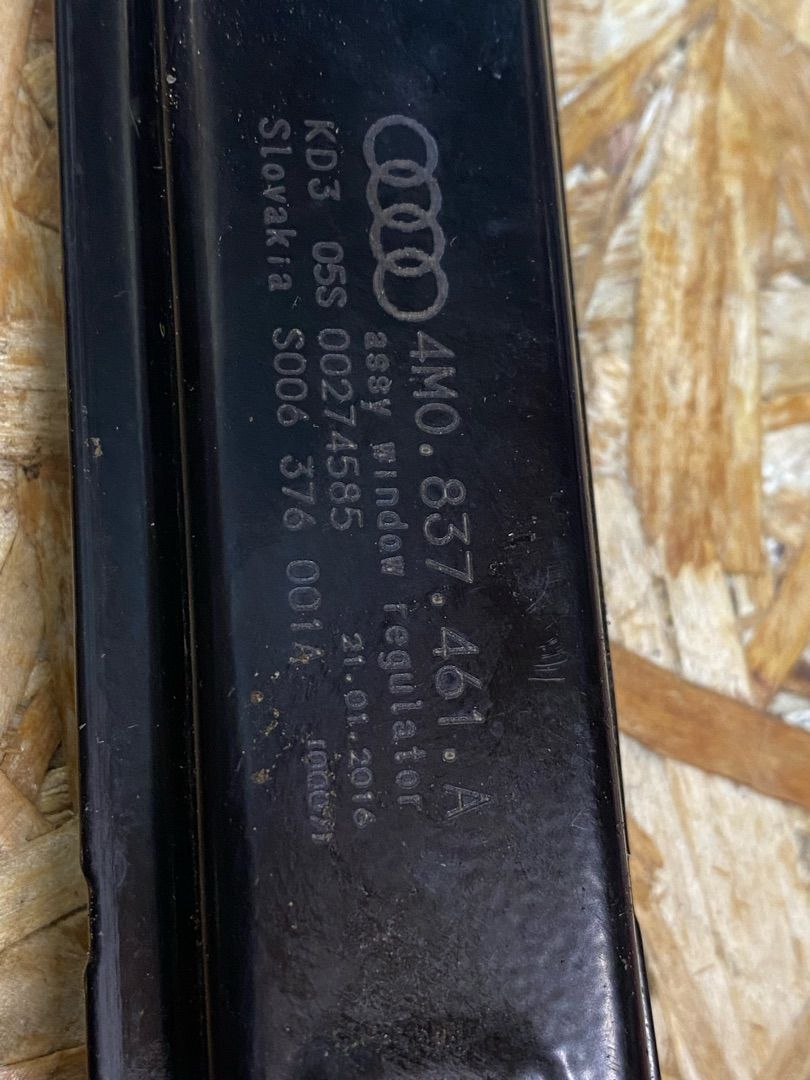 4M0.837.461.A
assy window regulator
KD3 05S 00274585 21.01.2016
Slovakia S006 376 001A